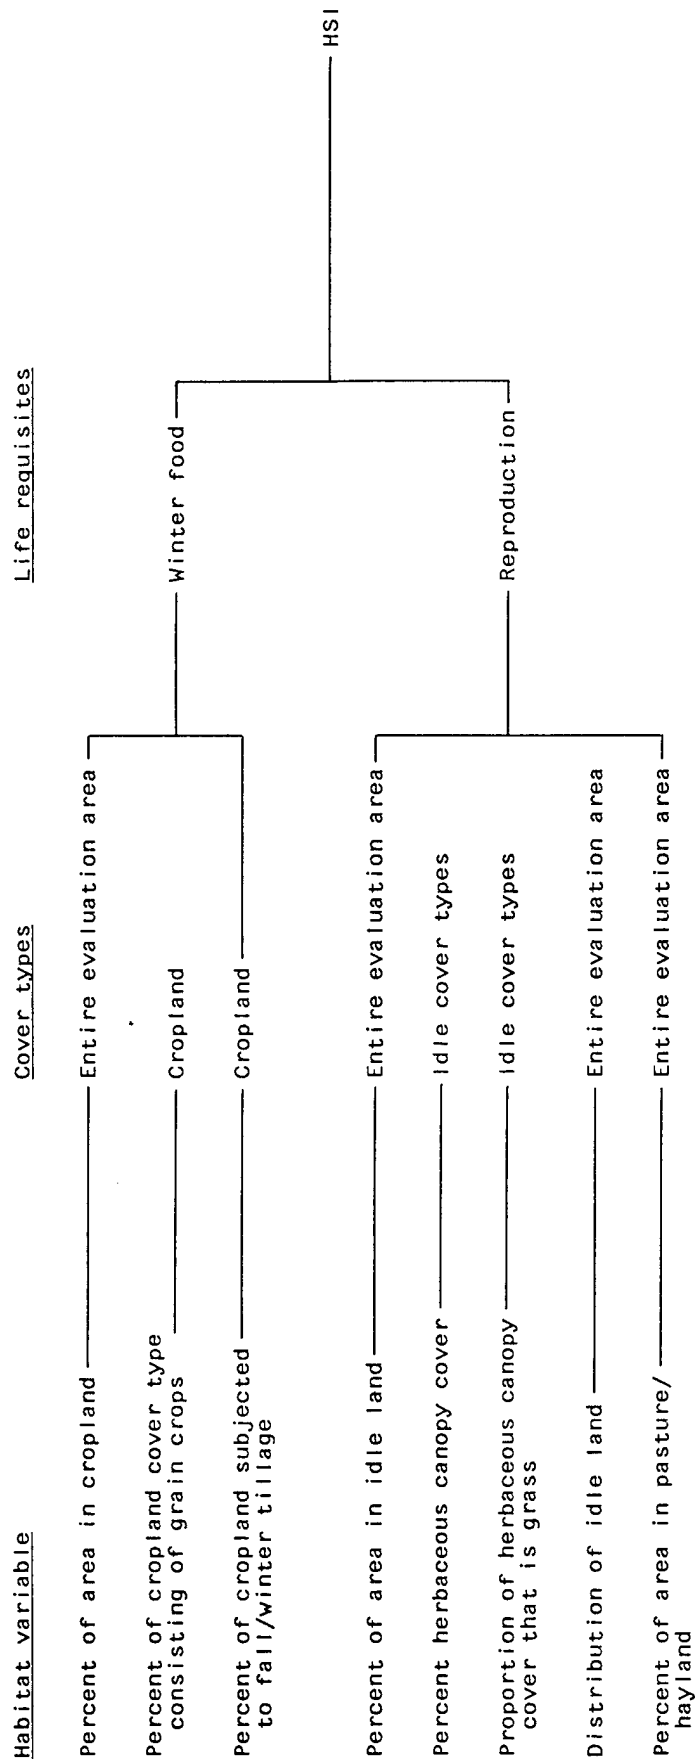 Habitat variable
Cover types
Life requisites
Percent of area in cropland
Entire evaluation area
Percent of cropland cover type
consisting of grain crops
Cropland
Winter food
Percent of cropland subjected
to fall/winter tillage
Cropland
HSI
Percent of area in idle land
Entire evaluation area
Percent herbaceous canopy cover
Idle cover types
Proportion of herbaceous canopy
cover that is grass
Idle cover types
Reproduction
Distribution of idle land
Entire evaluation area
Percent of area in pasture/
hayland
Entire evaluation area